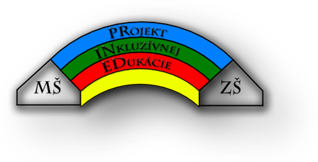 PROJEKT
INKLUZÍVNEJ
EDUKÁCIE
MŠ
ZŠ